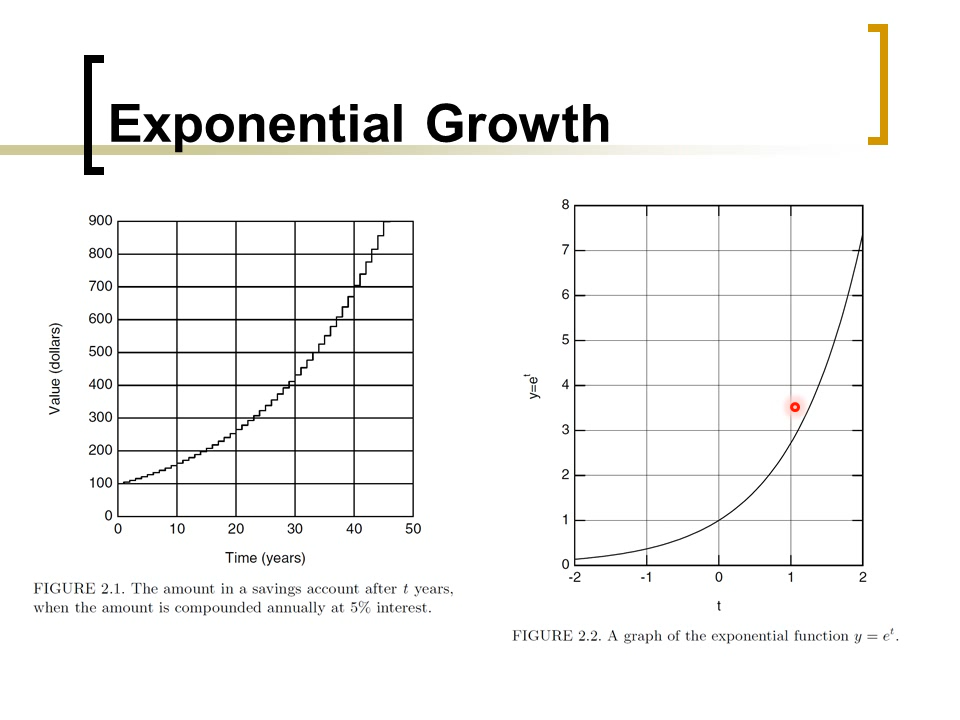 Exponential Growth
900
800
700
600
500
400
300
200
100
0
Value (dollars)
0 10 20 30 40 50
Time (years)
FIGURE 2.1. The amount in a savings account after t years,
when the amount is compounded annually at 5% interest.
8
7
6
5
4
3
2
1
0
y=e^t
-2 -1 0 1 2
t
FIGURE 2.2. A graph of the exponential function y = e^t.